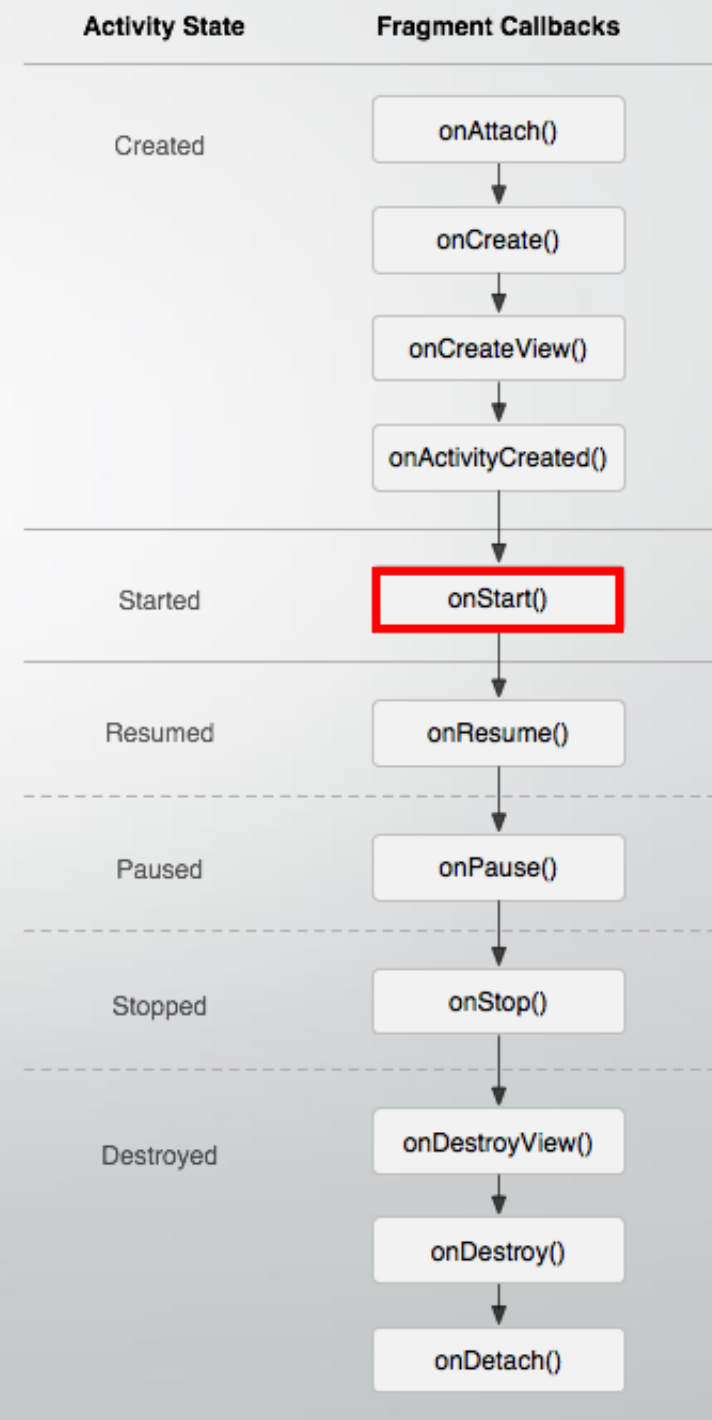 Activity State Fragment Callbacks
Created onAttach()
onCreate()
onCreateView()
onActivityCreated()
Started onStart()
Resumed onResume()
Paused onPause()
Stopped onStop()
Destroyed onDestroyView()
onDestroy()
onDetach()